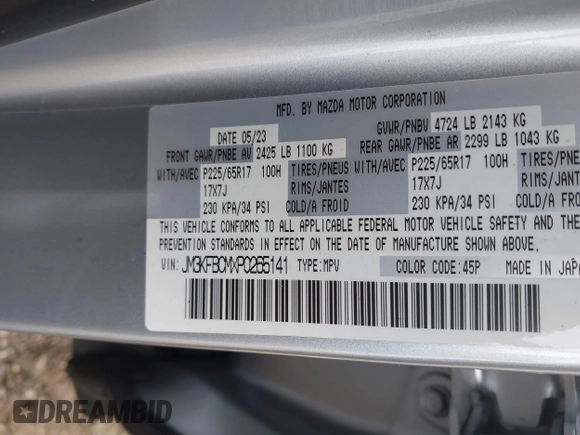 MFD. BY MAZDA MOTOR CORPORATION
DATE 05/23 GVWR/PNBV 4724 LB 2143 KG
FRONT GAWR/PNBE AV 2425 LB 1100 KG REAR GAWR/PNBE AR 2299 LB 1043 KG
WITH/AVEC P225/65R17 100H TIRES/PNEUS WITH/AVEC P225/65R17 100H TIRES/PNEUS
17X7J RIMS/JANTES 17X7J RIMS/JANTES
230 KPA/34 PSI COLD/A FROID 230 KPA/34 PSI COLD/A FROID
THIS VEHICLE CONFORMS TO ALL APPLICABLE FEDERAL MOTOR VEHICLE SAFETY AND THE
PREVENTION STANDARDS IN EFFECT ON THE DATE OF MANUFACTURE SHOWN ABOVE.
VIN: JM3KFBCMXP0265141 TYPE: MPV COLOR CODE: 45P MADE IN JAPA
DREAMBID